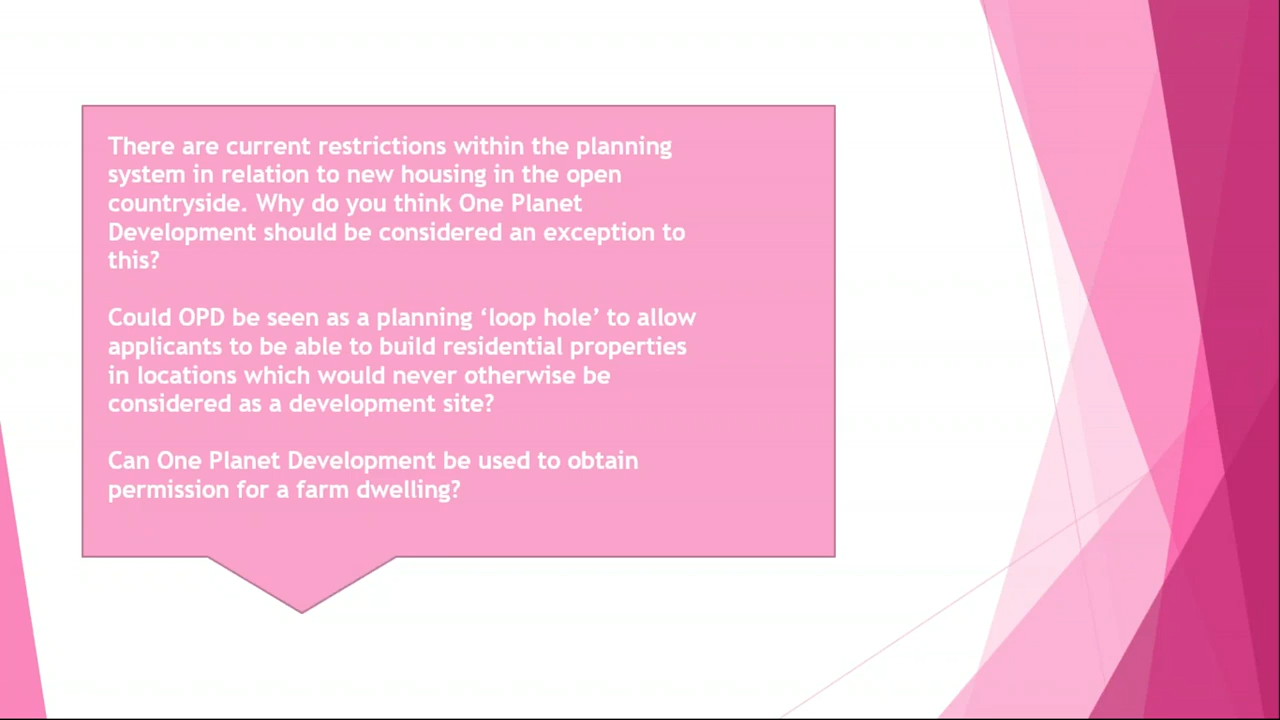 There are current restrictions within the planning
system in relation to new housing in the open
countryside. Why do you think One Planet
Development should be considered an exception to
this?
Could OPD be seen as a planning ‘loop hole’ to allow
applicants to be able to build residential properties
in locations which would never otherwise be
considered as a development site?
Can One Planet Development be used to obtain
permission for a farm dwelling?